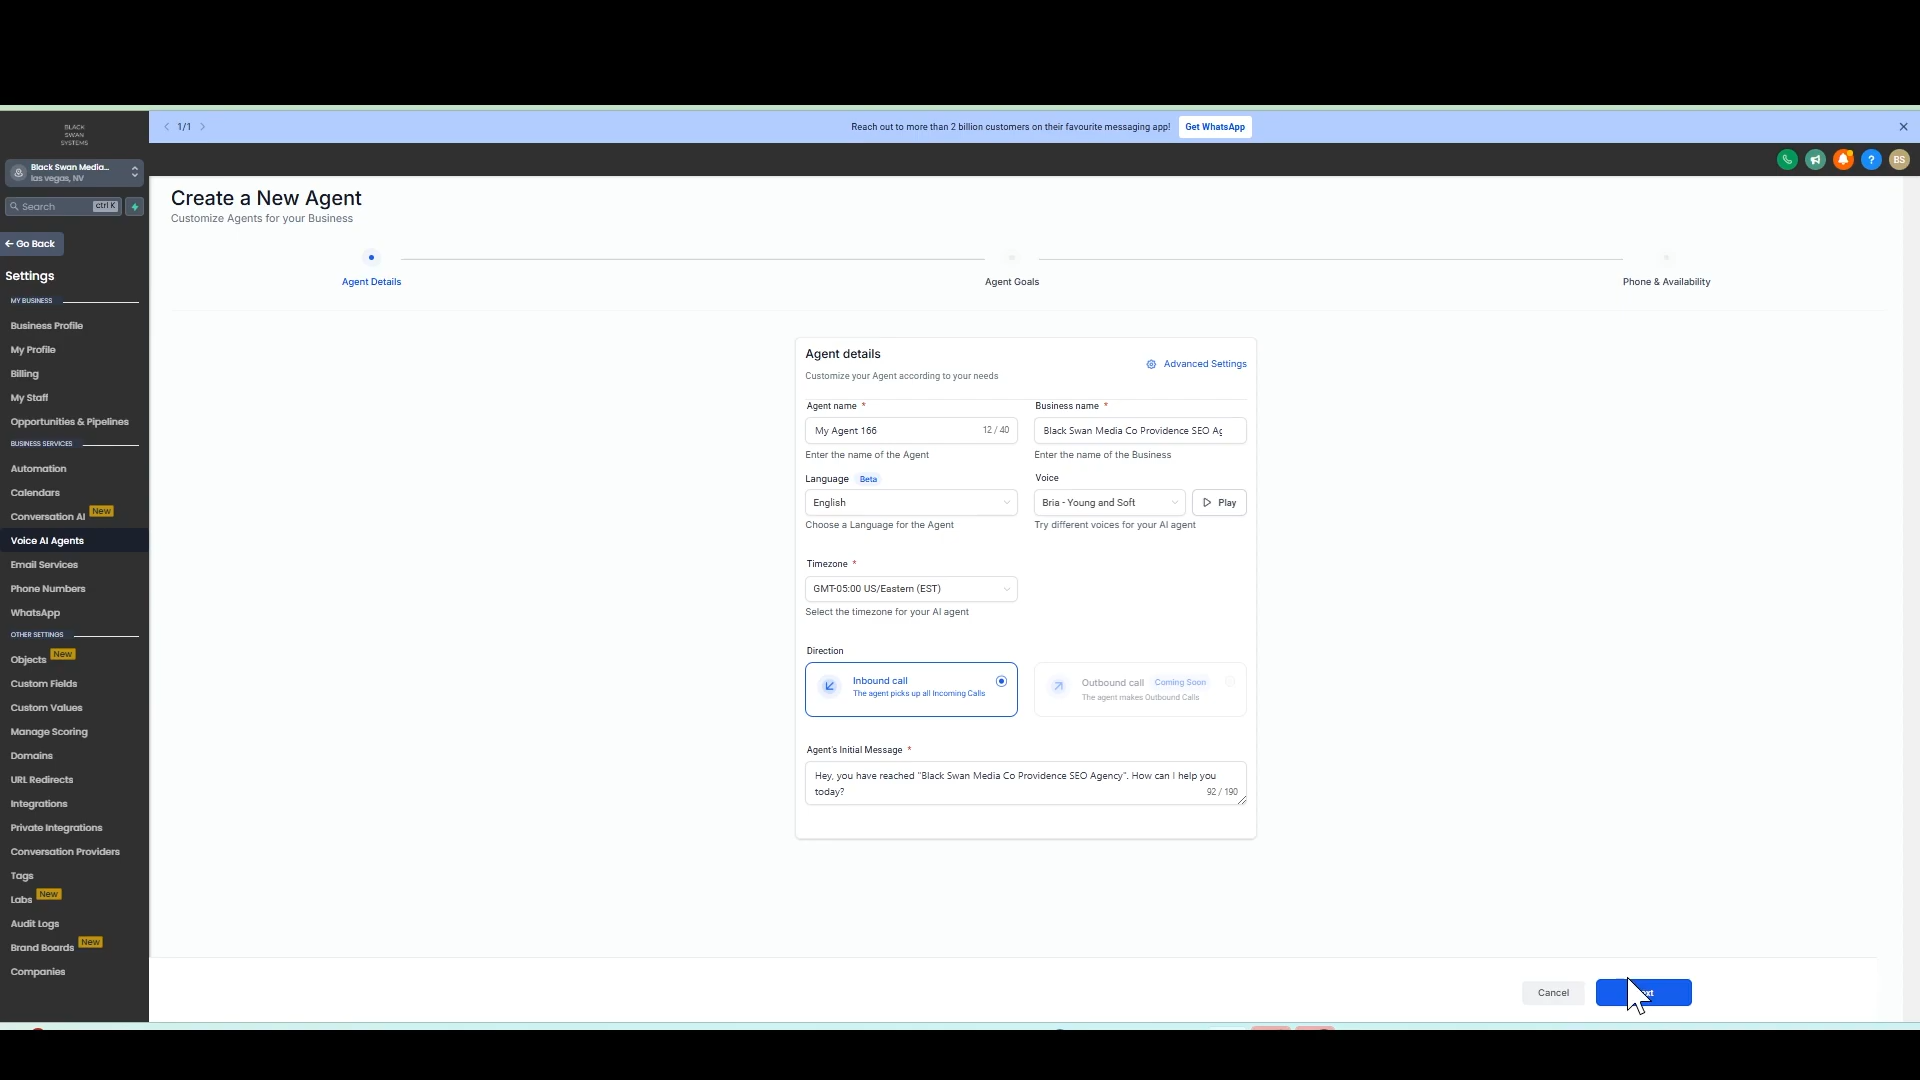 BLACK
SWAN
SYSTEMS
1/1
Reach out to more than 2 billion customers on their favourite messaging app!
Get WhatsApp
Black Swan Media...
las vegas, NV
BS
Search
ctrl K
Go Back
Settings
MY BUSINESS
Business Profile
My Profile
Billing
My Staff
Opportunities & Pipelines
BUSINESS SERVICES
Automation
Calendars
Conversation AI New
Voice AI Agents
Email Services
Phone Numbers
WhatsApp
OTHER SETTINGS
Objects New
Custom Fields
Custom Values
Manage Scoring
Domains
URL Redirects
Integrations
Private Integrations
Conversation Providers
Tags
Labs New
Audit Logs
Brand Boards New
Companies
Create a New Agent
Customize Agents for your Business
Agent Details
Agent Goals
Phone & Availability
Agent details
Advanced Settings
Customize your Agent according to your needs
Agent name *
Business name *
My Agent 166
12 / 40
Black Swan Media Co Providence SEO Ag
Enter the name of the Agent
Enter the name of the Business
Language Beta
Voice
English
Bria - Young and Soft
Play
Choose a Language for the Agent
Try different voices for your AI agent
Timezone *
GMT-05:00 US/Eastern (EST)
Select the timezone for your AI agent
Direction
Inbound call
The agent picks up all Incoming Calls
Outbound call Coming Soon
The agent makes Outbound Calls
Agent's Initial Message *
Hey, you have reached "Black Swan Media Co Providence SEO Agency". How can I help you
today?
92 / 190
Cancel